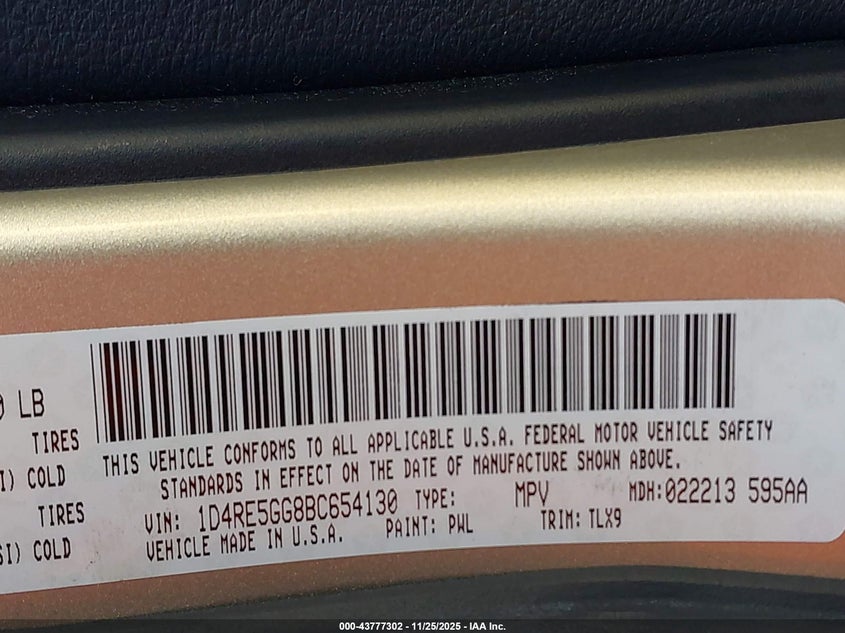 0 LB
TIRES
THIS VEHICLE CONFORMS TO ALL APPLICABLE U.S.A. FEDERAL MOTOR VEHICLE SAFETY
I) COLD
STANDARDS IN EFFECT ON THE DATE OF MANUFACTURE SHOWN ABOVE.
TIRES
VIN: 1D4RE5GG8BC654130 TYPE: MPV MDH:022213 595AA
SI) COLD
VEHICLE MADE IN U.S.A. PAINT: PWL TRIM: TLX9
000-43777302 - 11/25/2025 - IAA Inc.